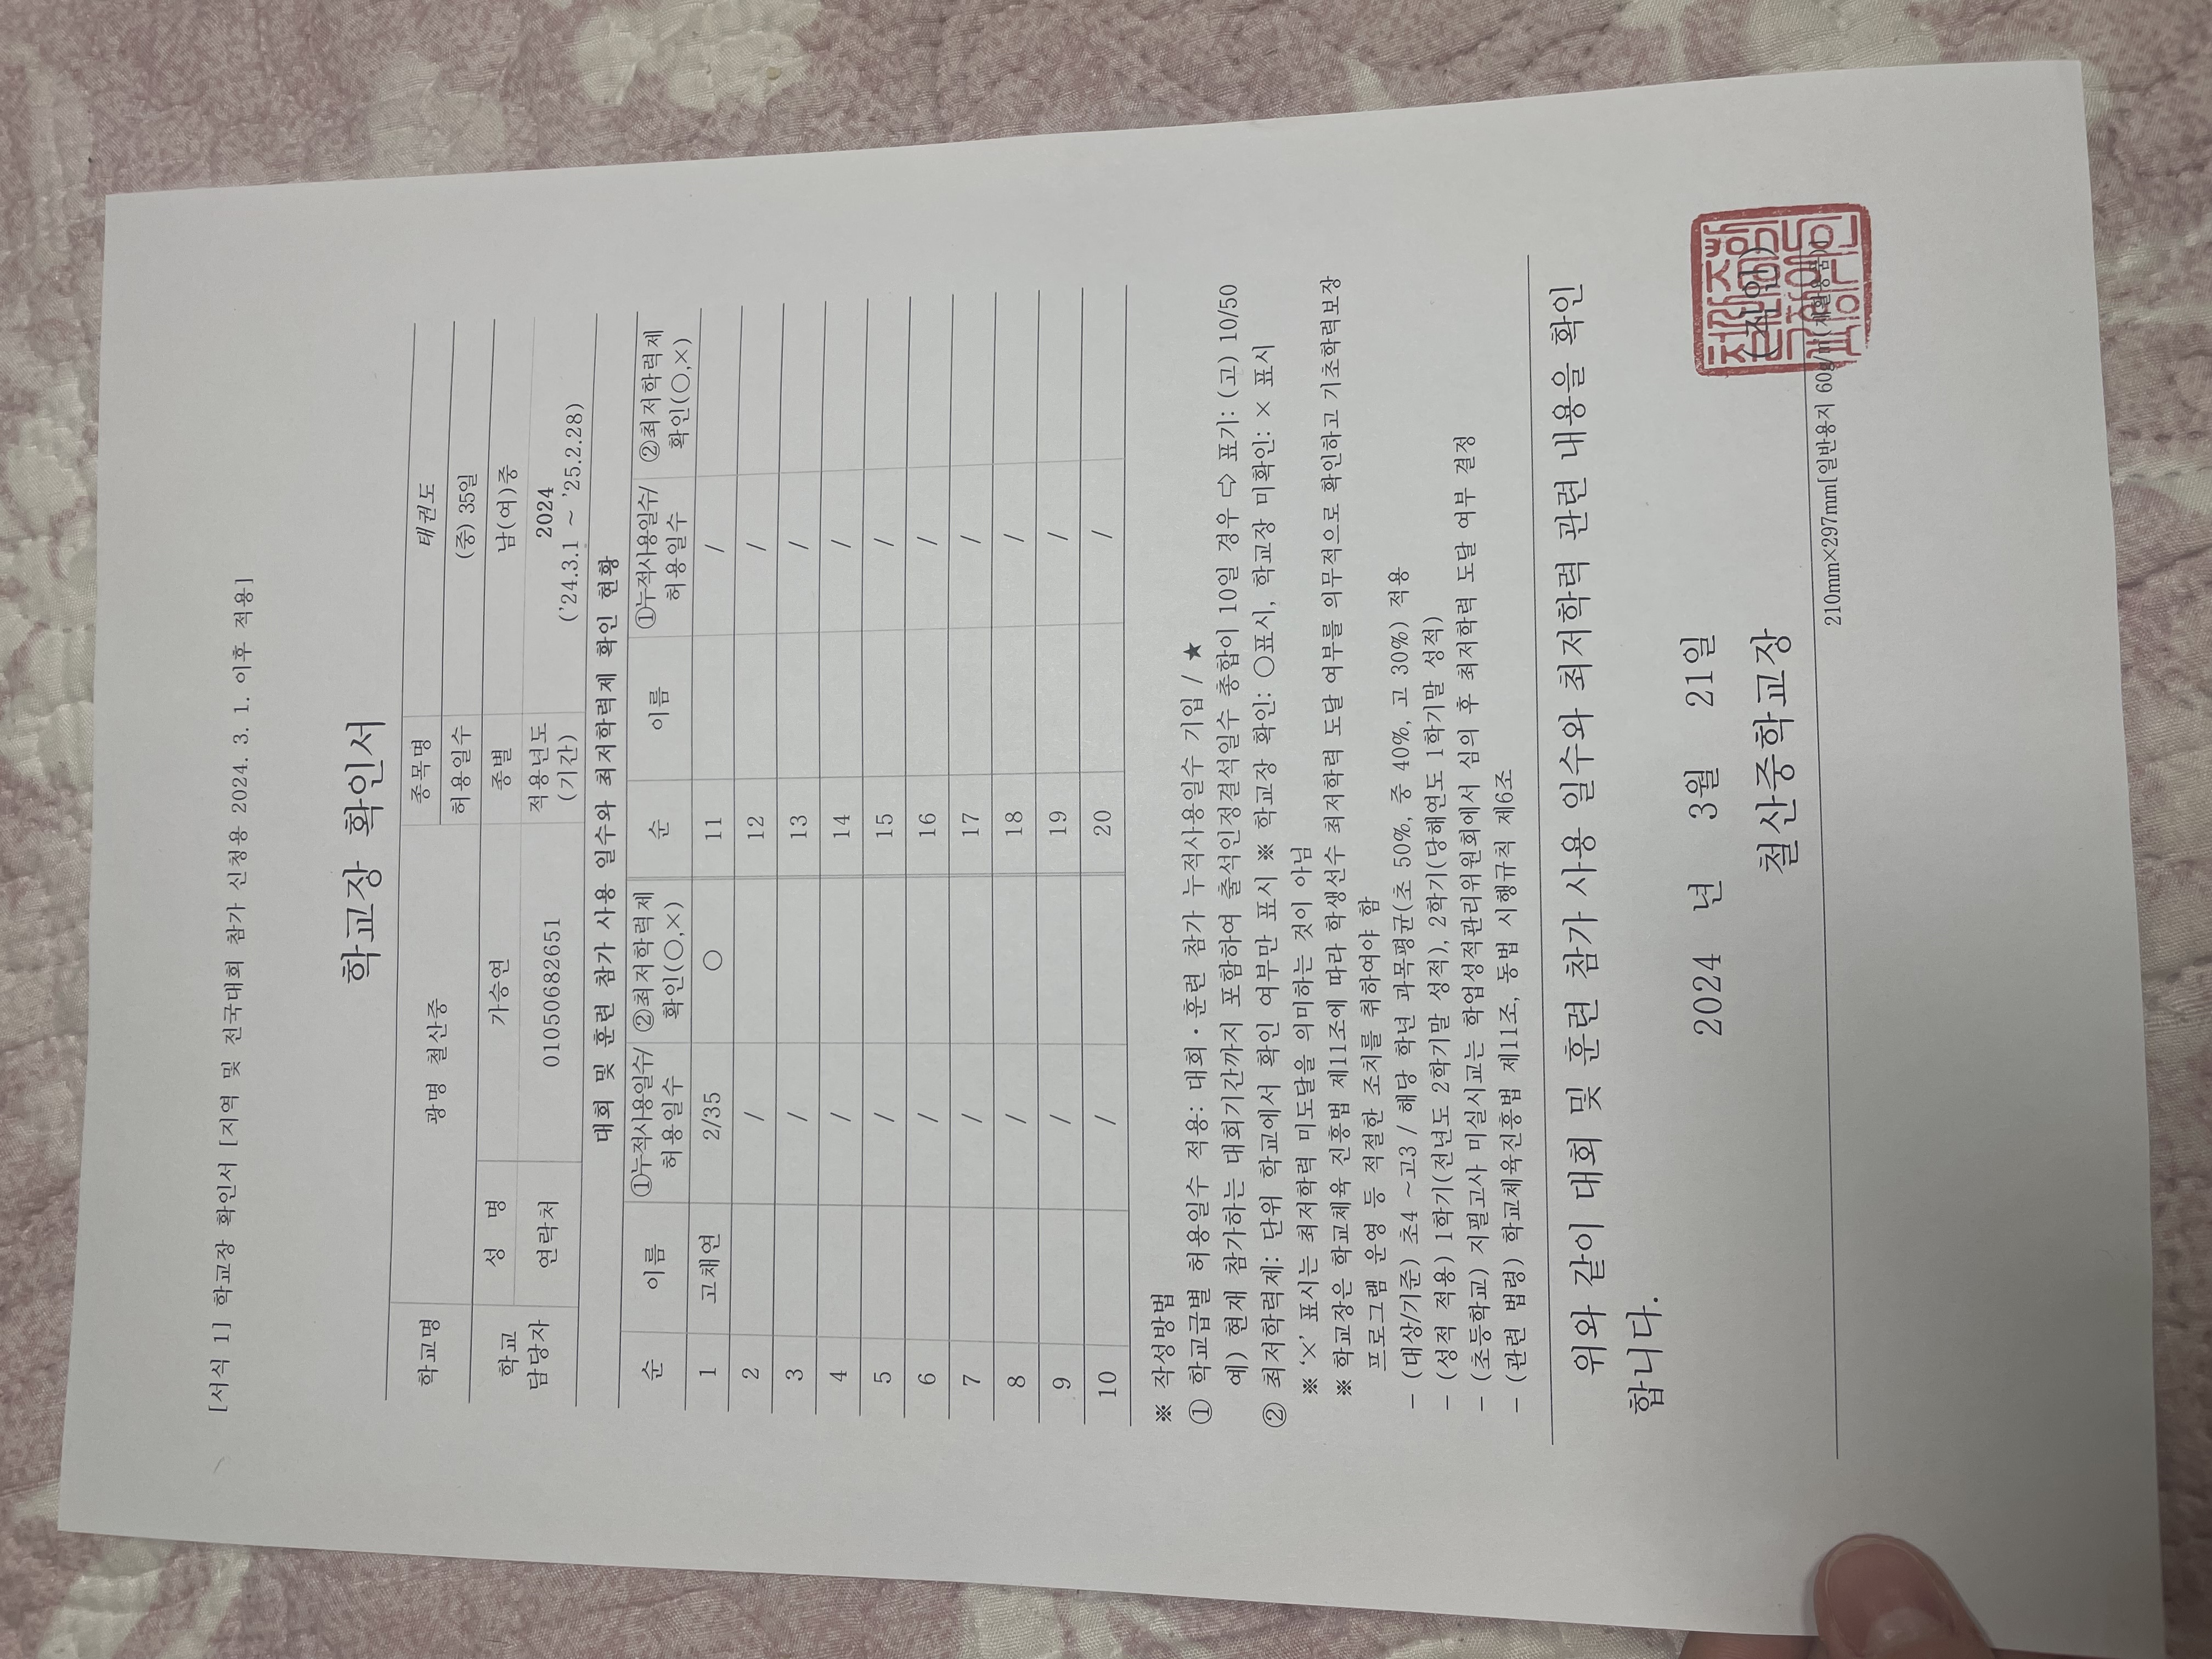 [서식 1] 학교장 확인서 [지역 및 전국대회 참가 신청용 2024. 3. 1. 이후 적용]
학교장 확인서
학교명 광명 철산중 종목명 태권도
허용일수 (중) 35일
학교 담당자 성 명 가승연 종별 남(여)중
연락처 01050682651 적용년도 (기간) 2024 ('24.3.1 ~ '25.2.28)
대회 및 훈련 참가 사용 일수와 최저학력제 확인 현황
순 이름 ①누적사용일수/허용일수 ②최저학력제 확인(○,×) 순 이름 ①누적사용일수/허용일수 ②최저학력제 확인(○,×)
1 고채연 2/35 ○ 11 /
2 / 12 /
3 / 13 /
4 / 14 /
5 / 15 /
6 / 16 /
7 / 17 /
8 / 18 /
9 / 19 /
10 / 20 /
※ 작성방법
① 학교급별 허용일수 적용: 대회·훈련 참가 누적사용일수 기입 / ★
예) 현재 참가하는 대회기간까지 포함하여 출석인정결석일수 총합이 10일 경우 ⇨ 표기: (고) 10/50
② 최저학력제: 단위 학교에서 확인 여부만 표시 ※ 학교장 확인: ○표시, 학교장 미확인: × 표시
※ '×' 표시는 최저학력 미도달을 의미하는 것이 아님
※ 학교장은 학교체육 진흥법 제11조에 따라 학생선수 최저학력 도달 여부를 의무적으로 확인하고 기초학력보장
프로그램 운영 등 적절한 조치를 취하여야 함
- (대상/기준) 초4 ~고3 / 해당 학년 과목평균(초 50%, 중 40%, 고 30%) 적용
- (성적 적용) 1학기(전년도 2학기말 성적), 2학기(당해연도 1학기말 성적)
- (초등학교) 지필고사 미실시교는 학업성적관리위원회에서 심의 후 최저학력 도달 여부 결정
- (관련 법령) 학교체육진흥법 제11조, 동법 시행규칙 제6조
위와 같이 대회 및 훈련 참가 사용 일수와 최저학력 관련 내용을 확인
합니다.
2024 년 3월 21일
철산중학교장 (직인)
210mm×297mm[일반용지 60g/㎡(재활용품)]